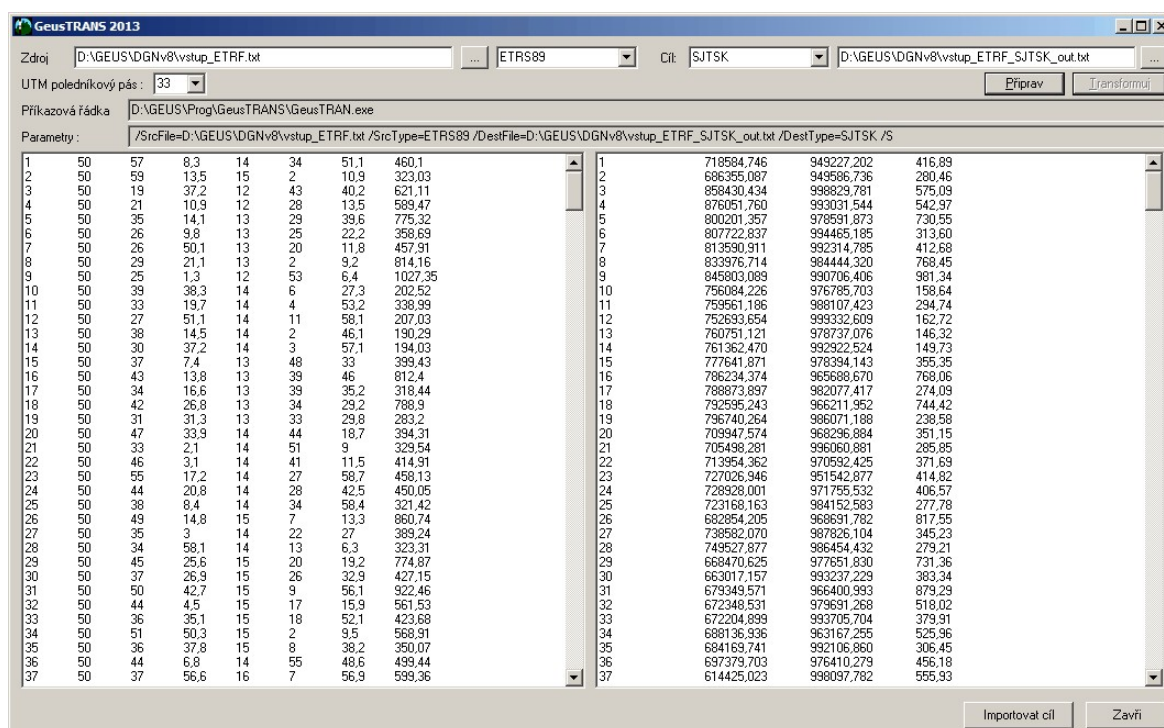 GeusTRANS 2013
Zdroj D:\GEUS\DGNv8\vstup_ETRF.txt ... ETRS89 Cíl: SJTSK D:\GEUS\DGNv8\vstup_ETRF_SJTSK_out.txt ...
UTM poledníkový pás : 33 Připrav Transformuj
Příkazová řádka D:\GEUS\Prog\GeusTRANS\GeusTRAN.exe
Parametry : /SrcFile=D:\GEUS\DGNv8\vstup_ETRF.txt /SrcType=ETRS89 /DestFile=D:\GEUS\DGNv8\vstup_ETRF_SJTSK_out.txt /DestType=SJTSK /S
1 50 57 8,3 14 34 51,1 460,1
2 50 59 13,5 15 2 10,9 323,03
3 50 19 37,2 12 43 40,2 621,11
4 50 21 10,9 12 28 13,5 589,47
5 50 35 14,1 13 29 39,6 775,32
6 50 26 9,8 13 25 22,2 358,69
7 50 26 50,1 13 20 11,8 457,91
8 50 29 21,1 13 2 9,2 814,16
9 50 25 1,3 12 53 6,4 1027,35
10 50 39 38,3 14 6 27,3 202,52
11 50 33 19,7 14 4 53,2 338,99
12 50 27 51,1 14 11 58,1 207,03
13 50 38 14,5 14 2 46,1 190,29
14 50 30 37,2 14 3 57,1 194,03
15 50 37 7,4 13 48 33 399,43
16 50 43 13,8 13 39 46 812,4
17 50 34 16,6 13 39 35,2 318,44
18 50 42 26,8 13 34 29,2 788,9
19 50 31 31,3 13 33 29,8 283,2
20 50 47 33,9 14 44 18,7 394,31
21 50 33 2,1 14 51 9 329,54
22 50 46 3,1 14 41 11,5 414,91
23 50 55 17,2 14 27 58,7 458,13
24 50 44 20,8 14 28 42,5 450,05
25 50 38 8,4 14 34 58,4 321,42
26 50 49 14,8 15 7 13,3 860,74
27 50 35 3 14 22 27 389,24
28 50 34 58,1 14 13 6,3 323,31
29 50 45 25,6 15 20 19,2 774,87
30 50 37 26,9 15 26 32,9 427,15
31 50 50 42,7 15 9 56,1 922,46
32 50 44 4,5 15 17 15,9 561,53
33 50 36 35,1 15 18 52,1 423,68
34 50 51 50,3 15 2 9,5 568,91
35 50 36 37,8 15 8 38,2 350,07
36 50 44 6,8 14 55 48,6 499,44
37 50 37 56,6 16 7 56,9 599,36
1 718584,746 949227,202 416,89
2 686355,087 949586,736 280,46
3 858430,434 998829,781 575,09
4 876051,760 993031,544 542,97
5 800201,357 978591,873 730,55
6 807722,837 994465,185 313,60
7 813590,911 992314,785 412,68
8 833976,714 984444,320 768,45
9 845803,089 990706,406 981,34
10 756084,226 976785,703 158,64
11 759561,186 988107,423 294,74
12 752693,654 999332,609 162,72
13 760751,121 978737,076 146,32
14 761362,470 992922,524 149,73
15 777641,871 978394,143 355,35
16 786234,374 965688,670 768,06
17 788873,897 982077,417 274,09
18 792595,243 966211,952 744,42
19 796740,264 986071,188 238,58
20 709947,574 968296,884 351,15
21 705498,281 996060,881 285,85
22 713954,362 970592,425 371,69
23 727026,946 951542,877 414,82
24 728928,001 971755,532 406,57
25 723168,163 984152,583 277,78
26 682854,205 968691,782 817,55
27 738582,070 987826,104 345,23
28 749527,877 986454,432 279,21
29 668470,625 977651,830 731,36
30 663017,157 993237,229 383,34
31 679349,571 966400,993 879,29
32 672348,531 979691,268 518,02
33 672204,899 993705,704 379,91
34 688136,936 963167,255 525,96
35 684169,741 992106,860 306,45
36 697379,703 976410,279 456,18
37 614425,023 998097,782 555,93
Importovat cíl Zavři